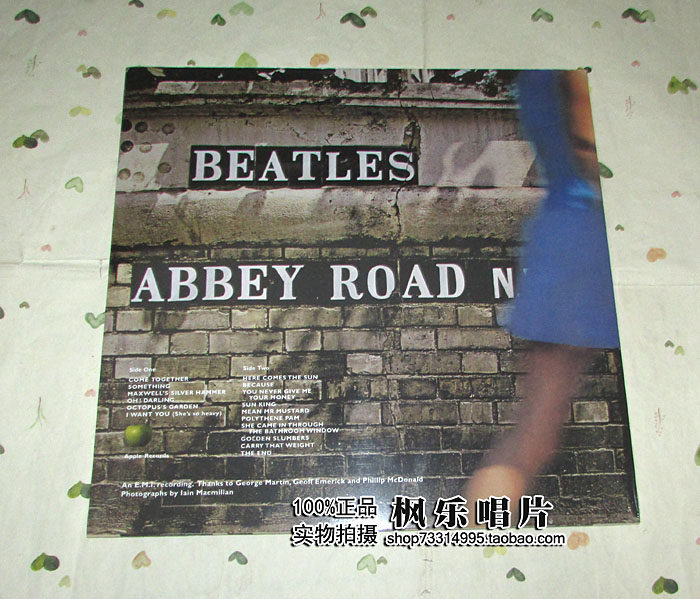 BEATLES
ABBEY ROAD N
Side One
COME TOGETHER
SOMETHING
MAXWELL'S SILVER HAMMER
OH! DARLING
OCTOPUS'S GARDEN
I WANT YOU (She's so heavy)
Apple Records
Side Two
HERE COMES THE SUN
BECAUSE
YOU NEVER GIVE ME
YOUR MONEY
SUN KING
MEAN MR MUSTARD
POLYTHENE PAM
SHE CAME IN THROUGH
THE BATHROOM WINDOW
GOLDEN SLUMBERS
CARRY THAT WEIGHT
THE END
An E.M.I. recording. Thanks to George Martin, Geoff Emerick and Phillip McDonald
Photographs by Iain Macmillan
100%正品
实物拍摄
枫乐唱片
shop73314995.taobao.com